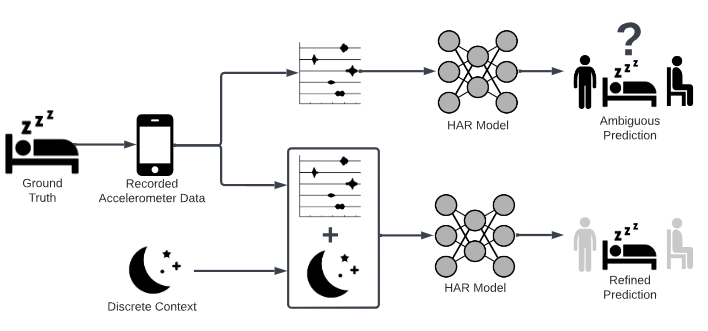 z z z
?
z z z
HAR Model
Ambiguous
Prediction
Ground
Truth
Recorded
Accelerometer Data
+
z z z
HAR Model
Refined
Prediction
Discrete Context